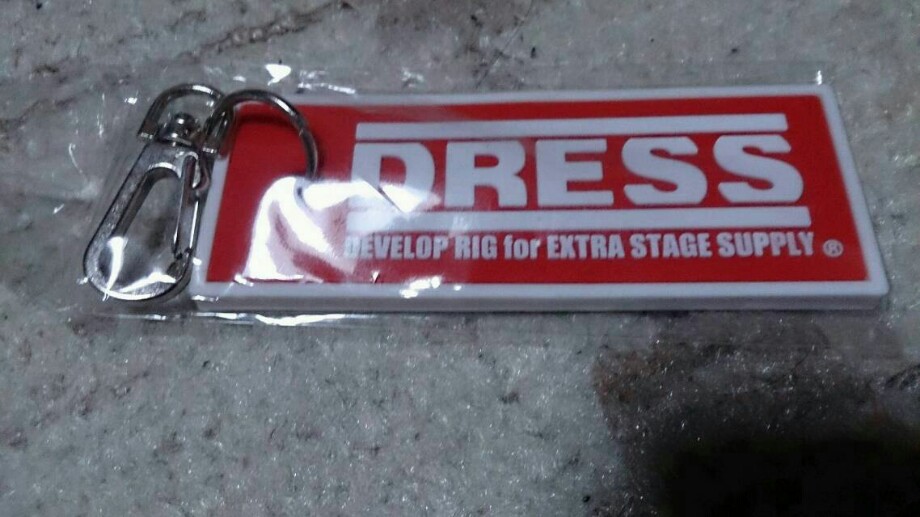 DRESS
DEVELOP RIG for EXTRA STAGE SUPPLY ®